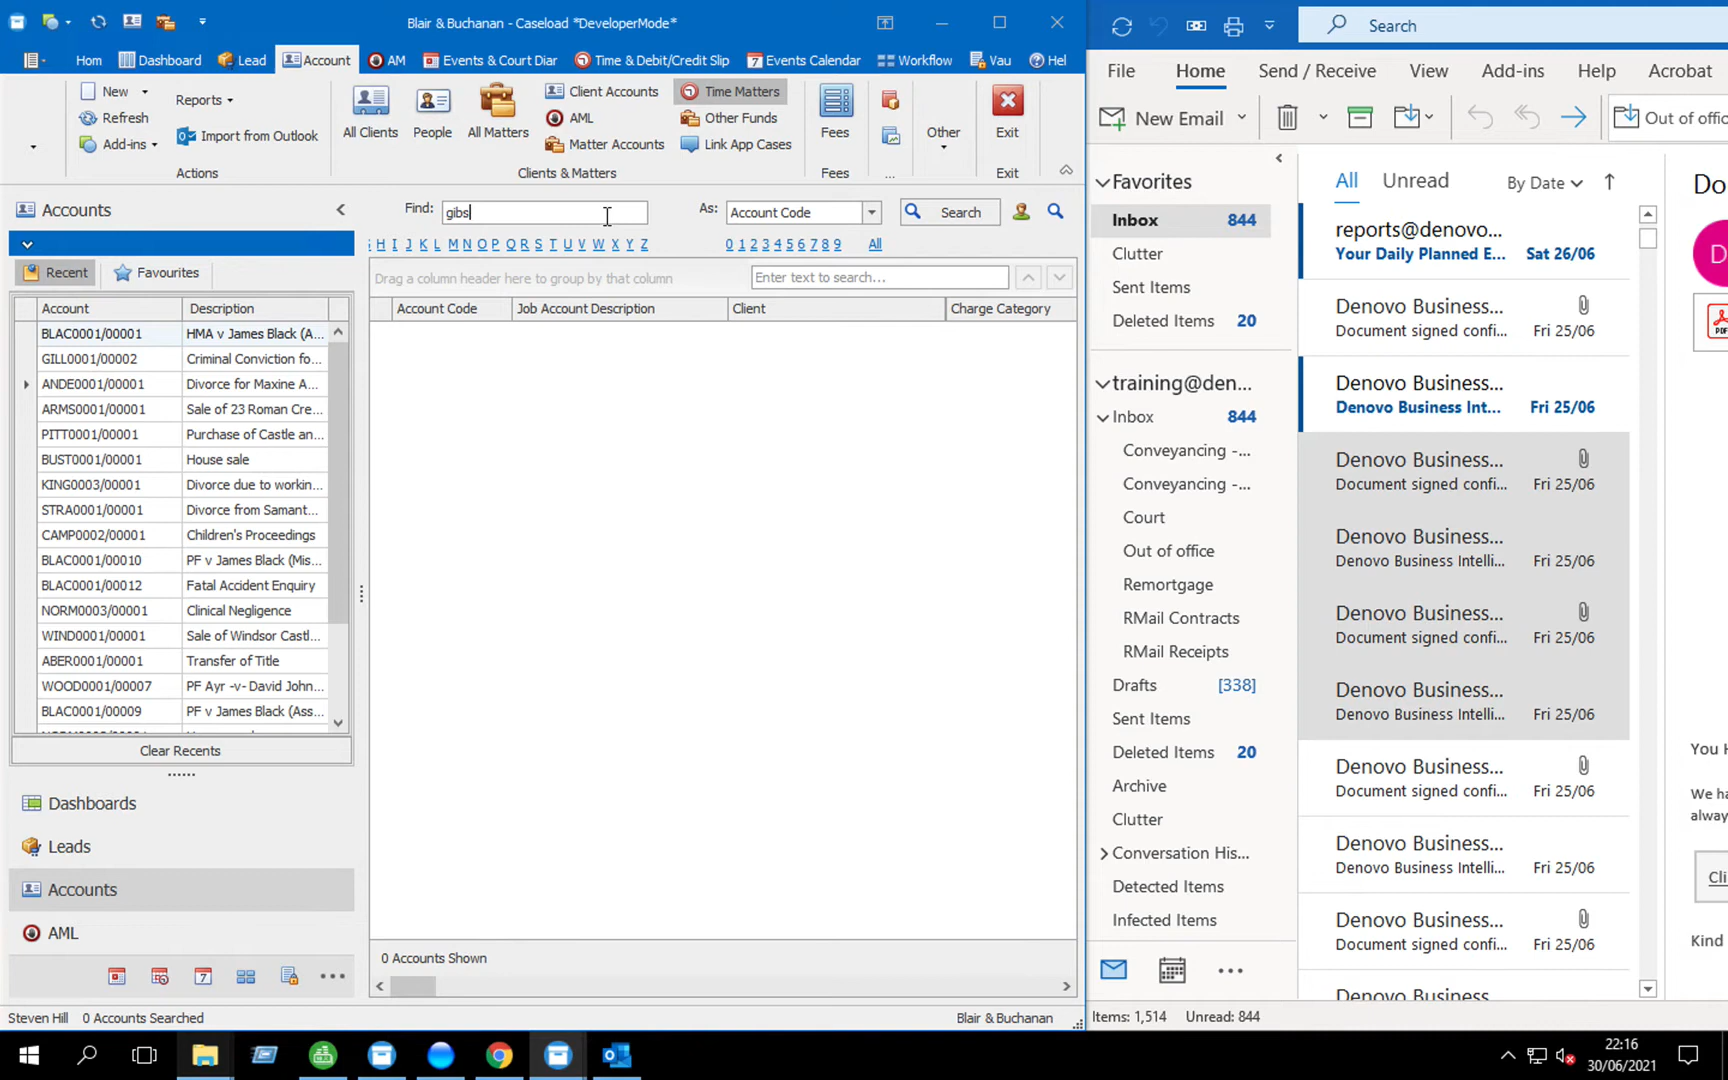 Blair & Buchanan - Caseload *DeveloperMode*
Hom Dashboard Lead Account AM Events & Court Diar Time & Debit/Credit Slip Events Calendar Workflow Vau Hel
New
Refresh
Add-ins
Reports
Import from Outlook
Actions
All Clients
People
All Matters
Client Accounts
AML
Matter Accounts
Time Matters
Other Funds
Link App Cases
Clients & Matters
Fees
Fees
...
Other
Exit
Exit
Accounts
Recent
Favourites
Account Description
BLAC0001/00001 HMA v James Black (A...
GILL0001/00002 Criminal Conviction fo...
ANDE0001/00001 Divorce for Maxine A...
ARMS0001/00001 Sale of 23 Roman Cre...
PITT0001/00001 Purchase of Castle an...
BUST0001/00001 House sale
KING0003/00001 Divorce due to workin...
STRA0001/00001 Divorce from Samant...
CAMP0002/00001 Children's Proceedings
BLAC0001/00010 PF v James Black (Mis...
BLAC0001/00012 Fatal Accident Enquiry
NORM0003/00001 Clinical Negligence
WIND0001/00001 Sale of Windsor Castl...
ABER0001/00001 Transfer of Title
WOOD0001/00007 PF Ayr -v- David John...
BLAC0001/00009 PF v James Black (Ass...
Clear Recents
Dashboards
Leads
Accounts
AML
Steven Hill 0 Accounts Searched
Find: gibs
As: Account Code
Search
H I J K L M N O P Q R S T U V W X Y Z 0 1 2 3 4 5 6 7 8 9 All
Drag a column header here to group by that column
Enter text to search...
Account Code Job Account Description Client Charge Category
0 Accounts Shown
Blair & Buchanan
Search
File Home Send / Receive View Add-ins Help Acrobat
New Email
Out of offic
Favorites
Inbox 844
Clutter
Sent Items
Deleted Items 20
training@den...
Inbox 844
Conveyancing -...
Conveyancing -...
Court
Out of office
Remortgage
RMail Contracts
RMail Receipts
Drafts [338]
Sent Items
Deleted Items 20
Archive
Clutter
Conversation His...
Detected Items
Infected Items
All Unread By Date
reports@denovo...
Your Daily Planned E... Sat 26/06
Denovo Business...
Document signed confi... Fri 25/06
Denovo Business...
Denovo Business Int... Fri 25/06
Denovo Business...
Document signed confi... Fri 25/06
Denovo Business...
Denovo Business Intelli... Fri 25/06
Denovo Business...
Document signed confi... Fri 25/06
Denovo Business...
Denovo Business Intelli... Fri 25/06
Denovo Business...
Document signed confi... Fri 25/06
Denovo Business...
Denovo Business Intelli... Fri 25/06
Denovo Business...
Document signed confi... Fri 25/06
Denovo Business...
Do
D
PDF
You H
We ha
alway
Cli
Kind
Items: 1,514 Unread: 844
22:16
30/06/2021